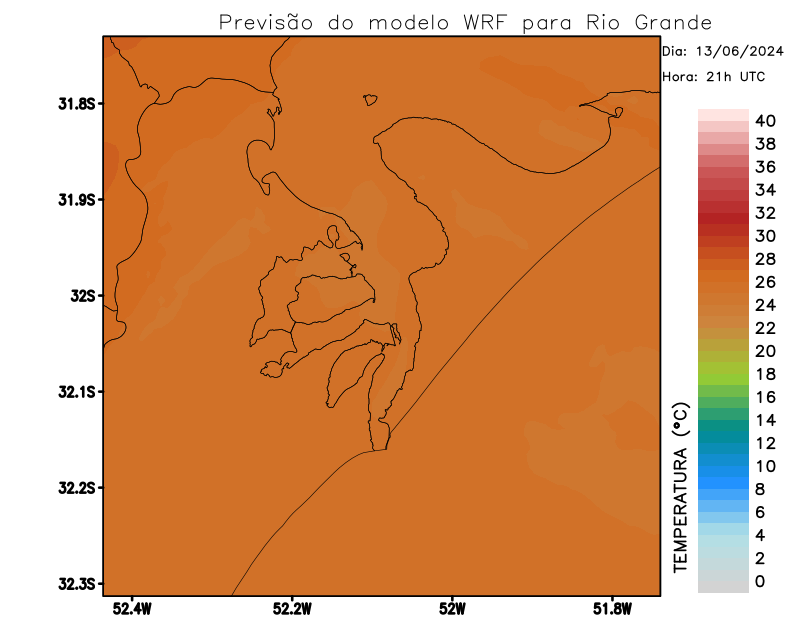 Previsão do modelo WRF para Rio Grande
Dia: 13/06/2024
Hora: 21h UTC
31.8S
31.9S
32S
32.1S
32.2S
32.3S
52.4W
52.2W
52W
51.8W
TEMPERATURA (°C)
40
38
36
34
32
30
28
26
24
22
20
18
16
14
12
10
8
6
4
2
0